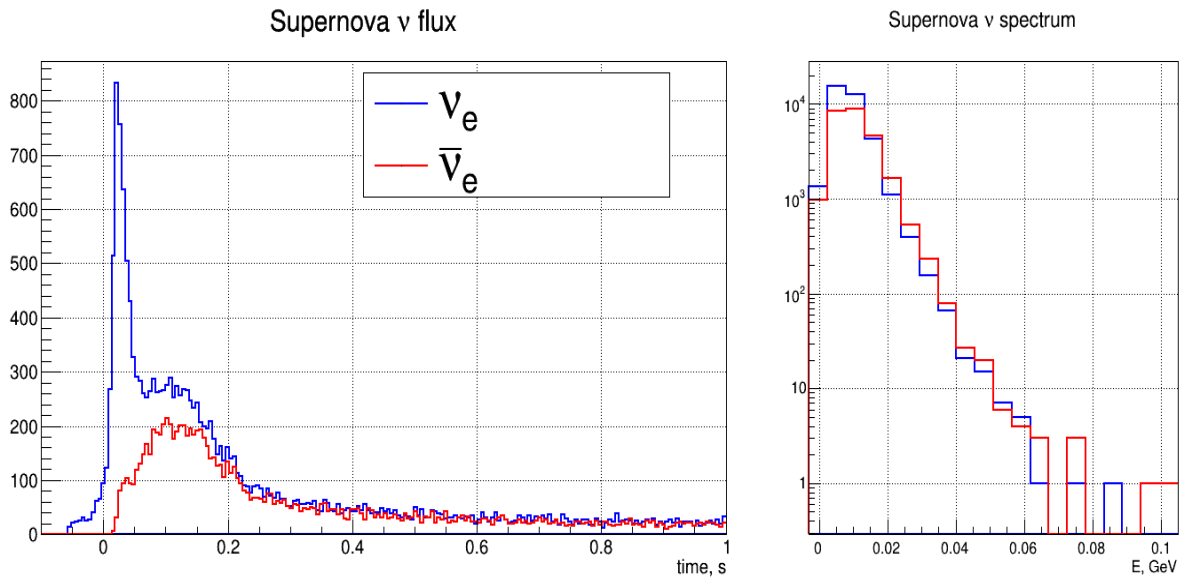 Supernova ν flux
800
700
600
500
400
300
200
100
0
0 0.2 0.4 0.6 0.8 1
time, s
ν_e
ν̅_e
Supernova ν spectrum
10⁴
10³
10²
10
1
0 0.02 0.04 0.06 0.08 0.1
E, GeV